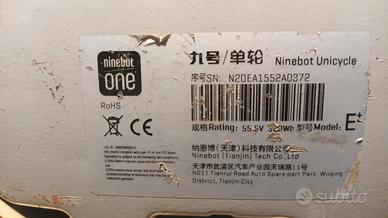 ninebot
one
RoHS
九号/单轮 Ninebot Unicycle
序号SN: N20EA1552A0372
规格Rating: 55.5V 320Wh 型号Model: E+
纳恩博（天津）科技有限公司
Ninebot (Tianjin) Tech Co., Ltd
天津市武清区汽车产业园天瑞路11号
NO11 Tianrui Road Auto Spare part Park, Wuqing
District, Tianjin City
subito